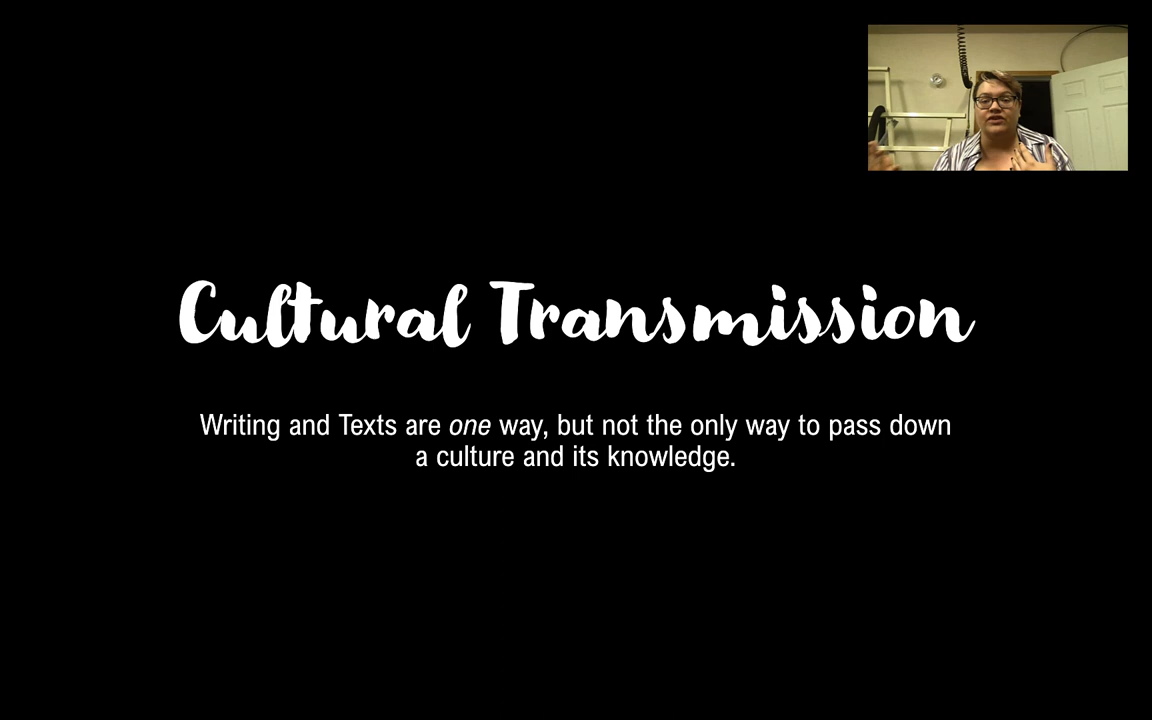 Cultural Transmission
Writing and Texts are one way, but not the only way to pass down
a culture and its knowledge.